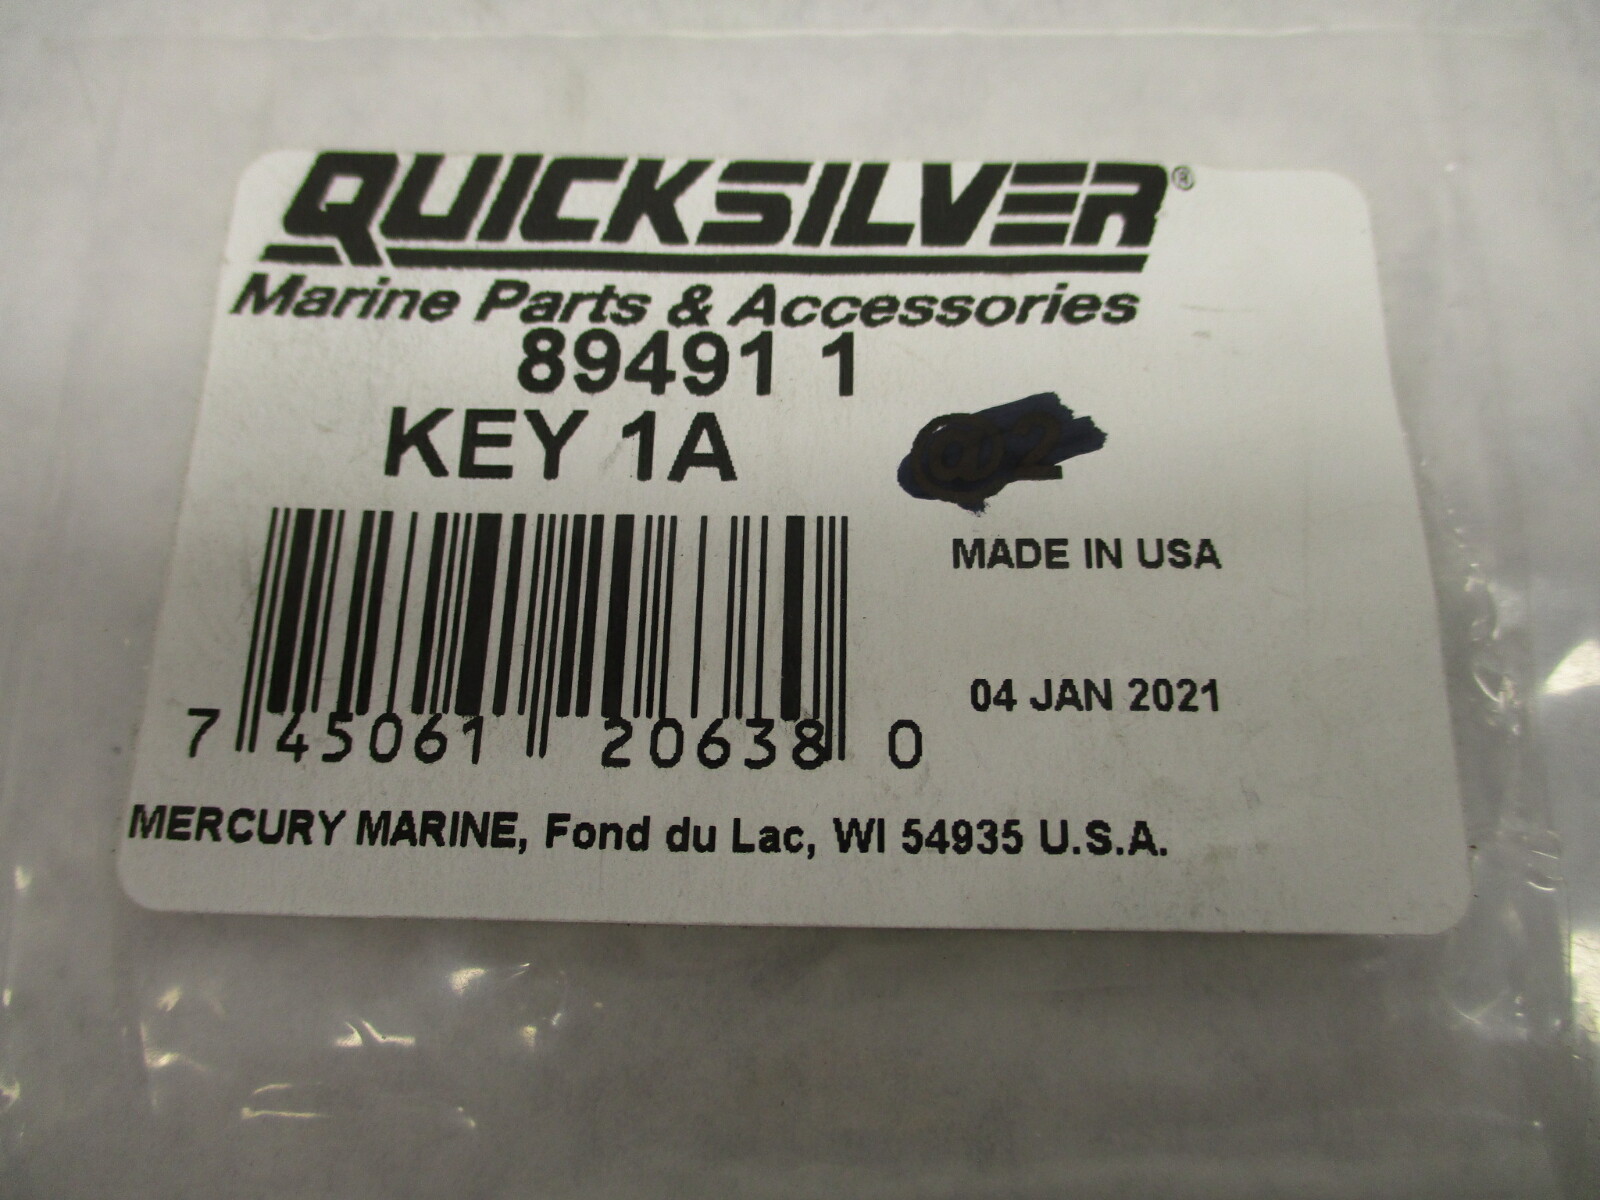 QUICKSILVER®
Marine Parts & Accessories
89491 1
KEY 1A
@ 2
MADE IN USA
04 JAN 2021
7 45061 20638 0
MERCURY MARINE, Fond du Lac, WI 54935 U.S.A.